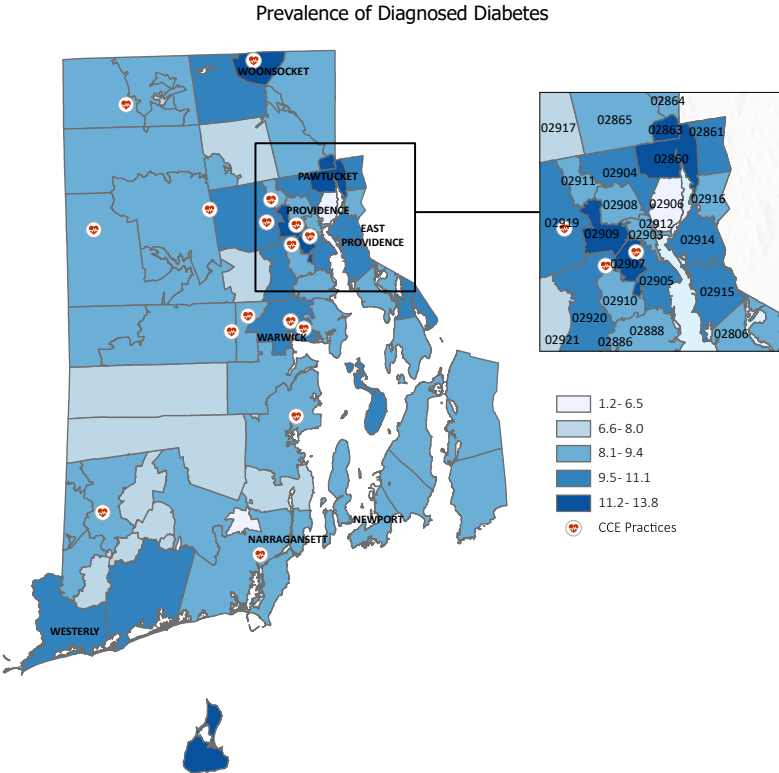 Prevalence of Diagnosed Diabetes
WOONSOCKET
PAWTUCKET
PROVIDENCE
EAST
PROVIDENCE
WARWICK
NEWPORT
NARRAGANSETT
WESTERLY
02864
02917
02865
02863
02861
02860
02904
02911
02916
02908
02906
02919
02912
02909
02903
02914
02907
02905
02915
02910
02920
02888
02806
02921
02886
1.2- 6.5
6.6- 8.0
8.1- 9.4
9.5- 11.1
11.2- 13.8
CCE Practices